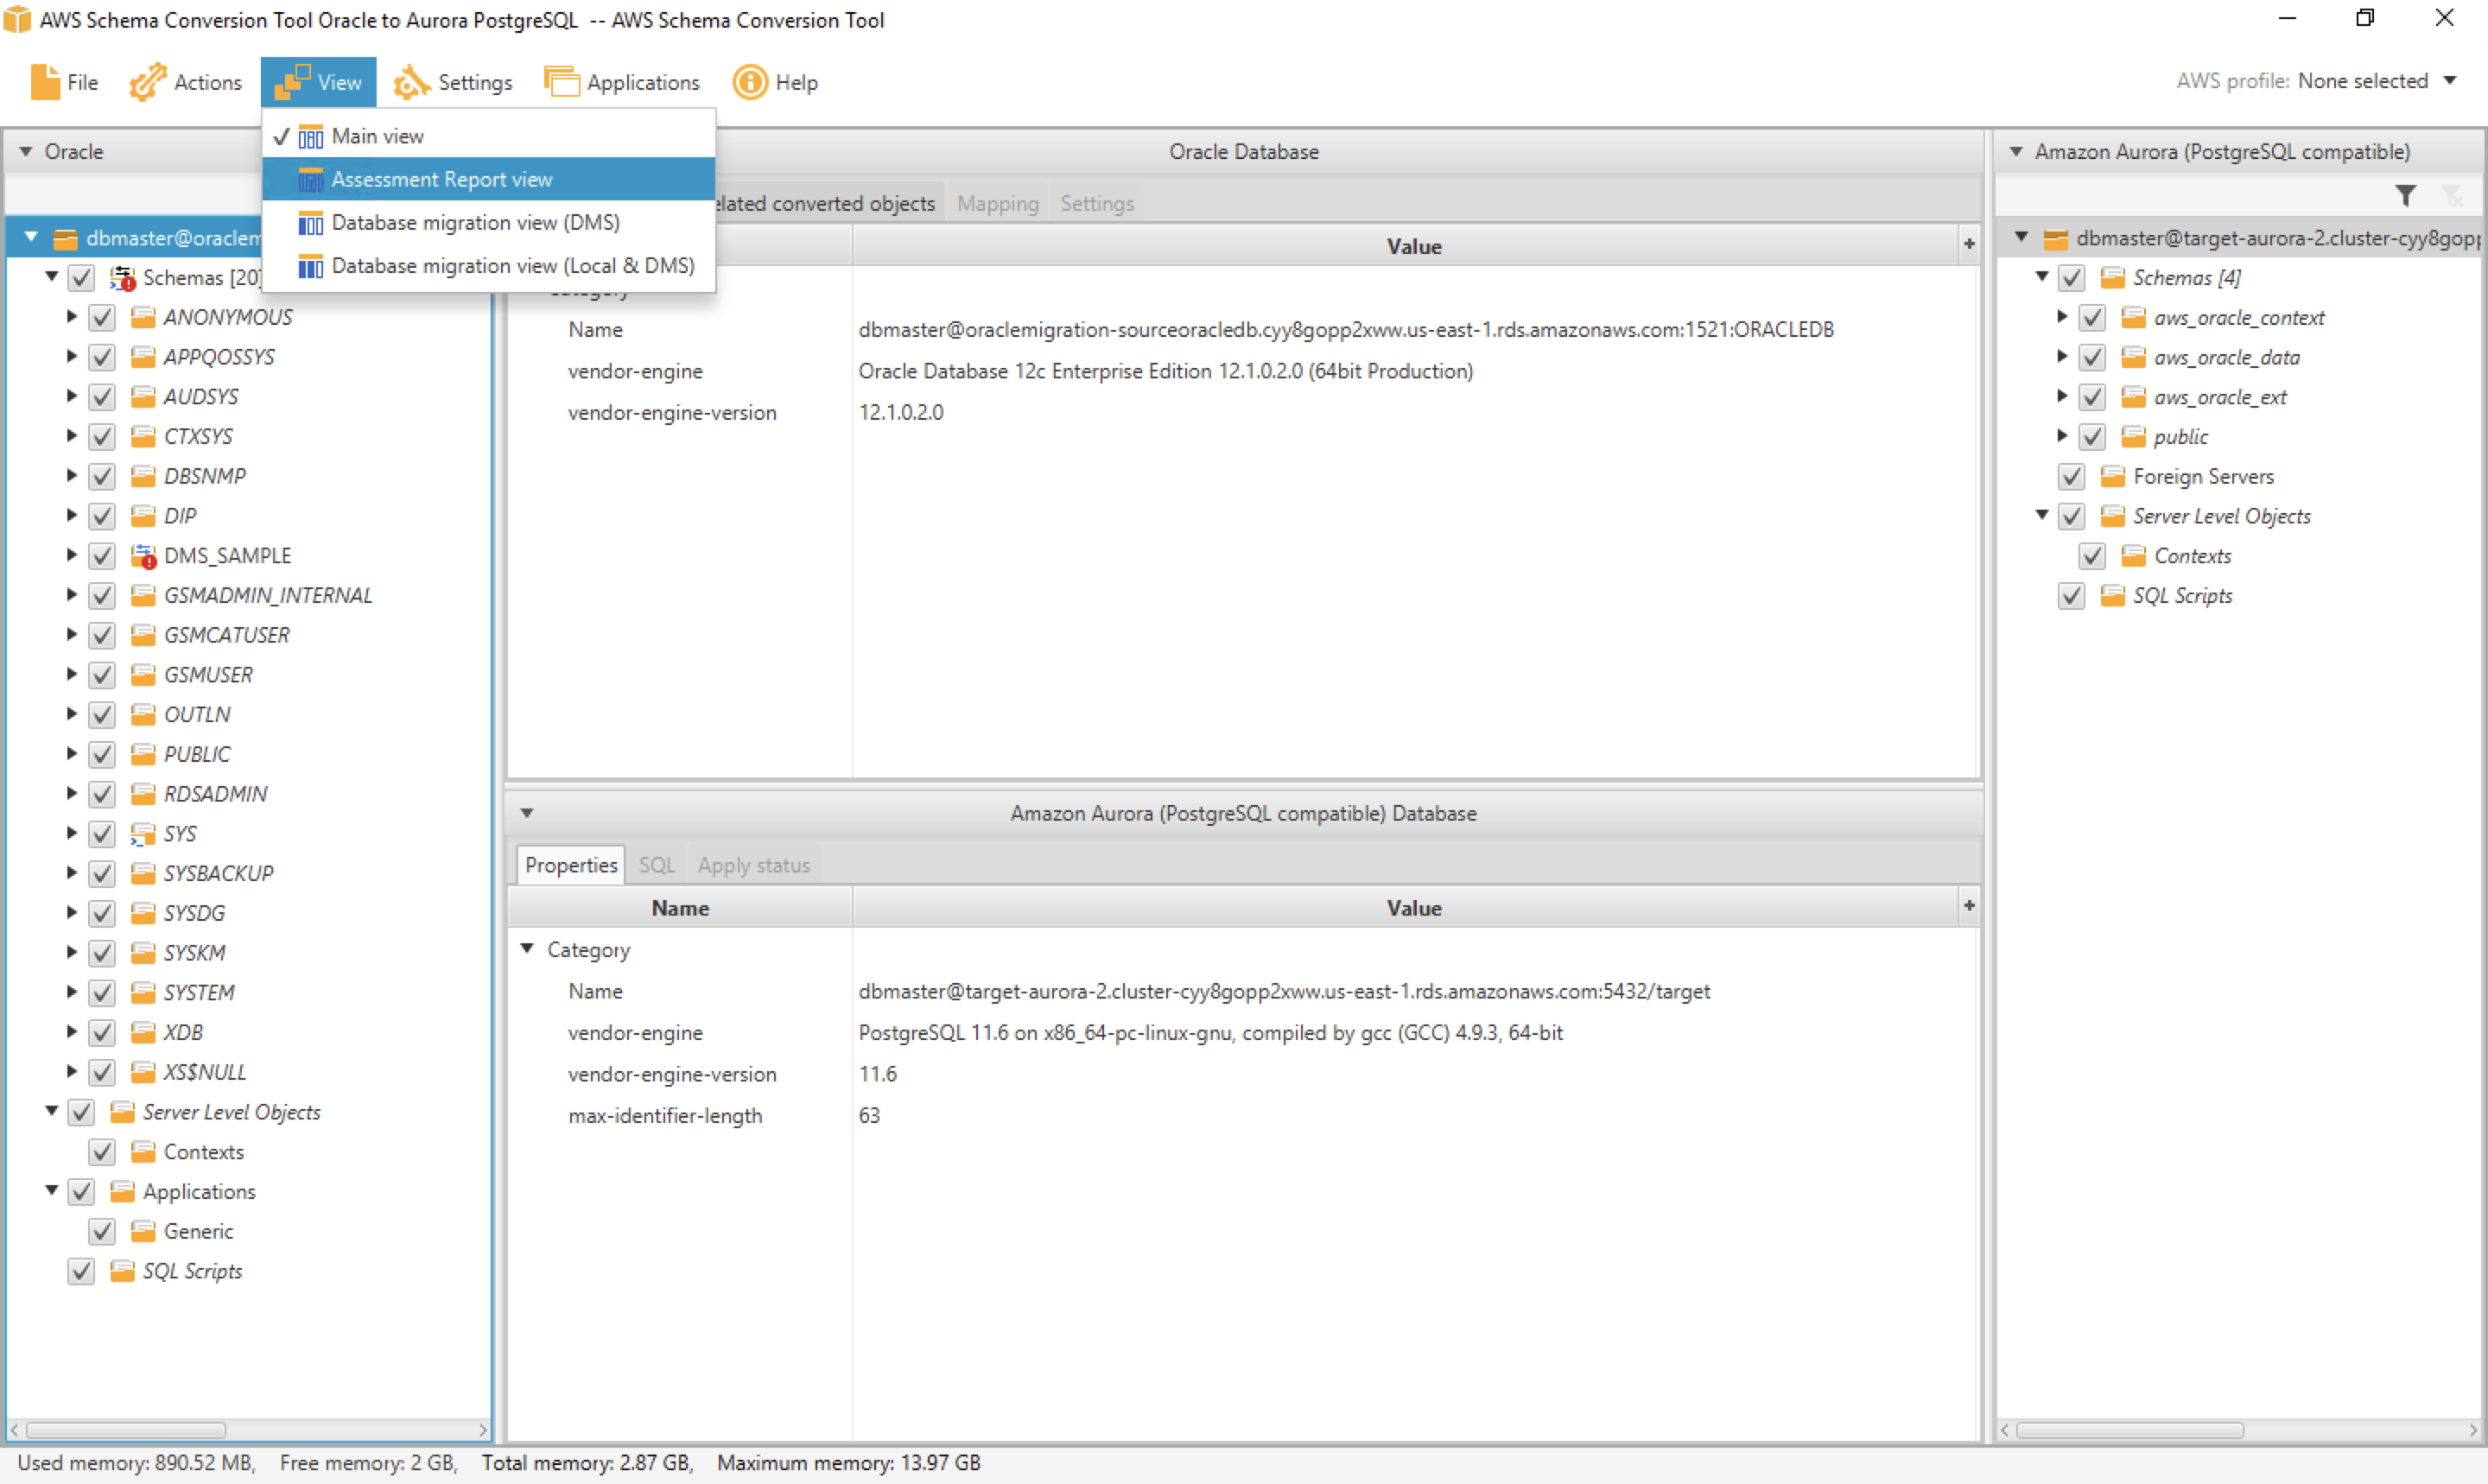 AWS Schema Conversion Tool Oracle to Aurora PostgreSQL -- AWS Schema Conversion Tool
File Actions View Settings Applications Help AWS profile: None selected
Main view
Assessment Report view
Database migration view (DMS)
Database migration view (Local & DMS)
Oracle
dbmaster@oraclem
Schemas [20]
ANONYMOUS
APPQOSSYS
AUDSYS
CTXSYS
DBSNMP
DIP
DMS_SAMPLE
GSMADMIN_INTERNAL
GSMCATUSER
GSMUSER
OUTLN
PUBLIC
RDSADMIN
SYS
SYSBACKUP
SYSDG
SYSKM
SYSTEM
XDB
XS$NULL
Server Level Objects
Contexts
Applications
Generic
SQL Scripts
Oracle Database
elated converted objects Mapping Settings
Value +
Name dbmaster@oraclemigration-sourceoracledb.cyy8gopp2xww.us-east-1.rds.amazonaws.com:1521:ORACLEDB
vendor-engine Oracle Database 12c Enterprise Edition 12.1.0.2.0 (64bit Production)
vendor-engine-version 12.1.0.2.0
Amazon Aurora (PostgreSQL compatible) Database
Properties SQL Apply status
Name Value +
Category
Name dbmaster@target-aurora-2.cluster-cyy8gopp2xww.us-east-1.rds.amazonaws.com:5432/target
vendor-engine PostgreSQL 11.6 on x86_64-pc-linux-gnu, compiled by gcc (GCC) 4.9.3, 64-bit
vendor-engine-version 11.6
max-identifier-length 63
Amazon Aurora (PostgreSQL compatible)
dbmaster@target-aurora-2.cluster-cyy8gopp
Schemas [4]
aws_oracle_context
aws_oracle_data
aws_oracle_ext
public
Foreign Servers
Server Level Objects
Contexts
SQL Scripts
Used memory: 890.52 MB, Free memory: 2 GB, Total memory: 2.87 GB, Maximum memory: 13.97 GB